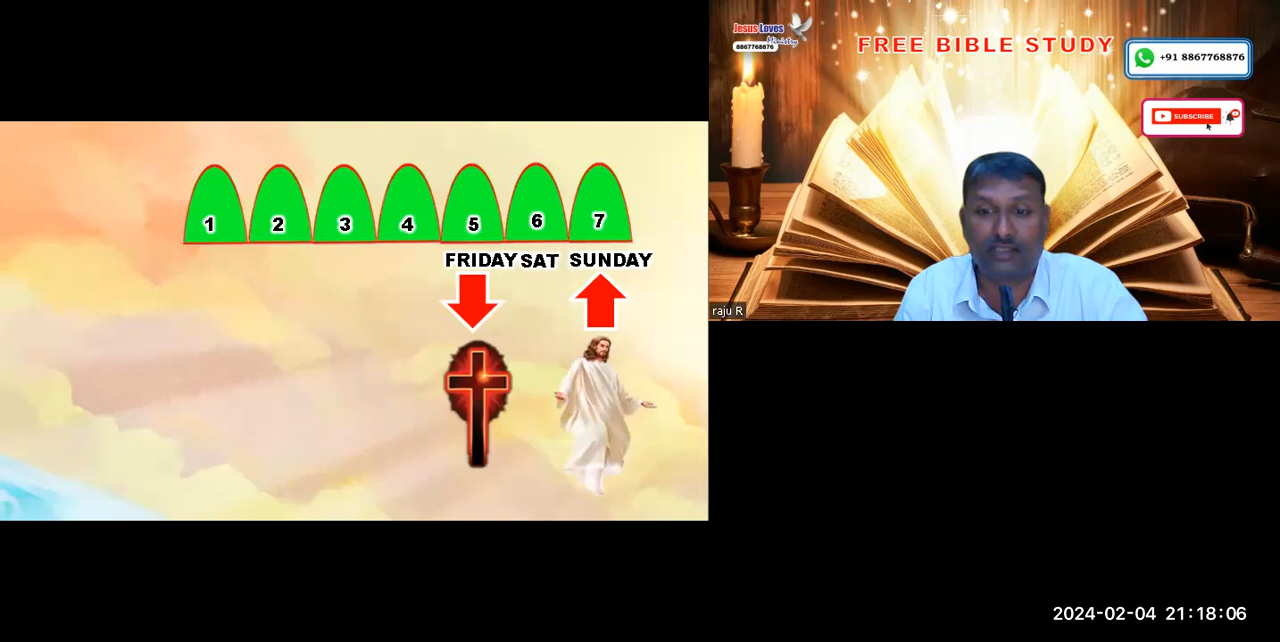 1 2 3 4 5 6 7
FRIDAY SAT SUNDAY
Jesus Loves
Ministry
8867768876
FREE BIBLE STUDY
+91 8867768876
SUBSCRIBE
raju R
2024-02-04 21:18:06